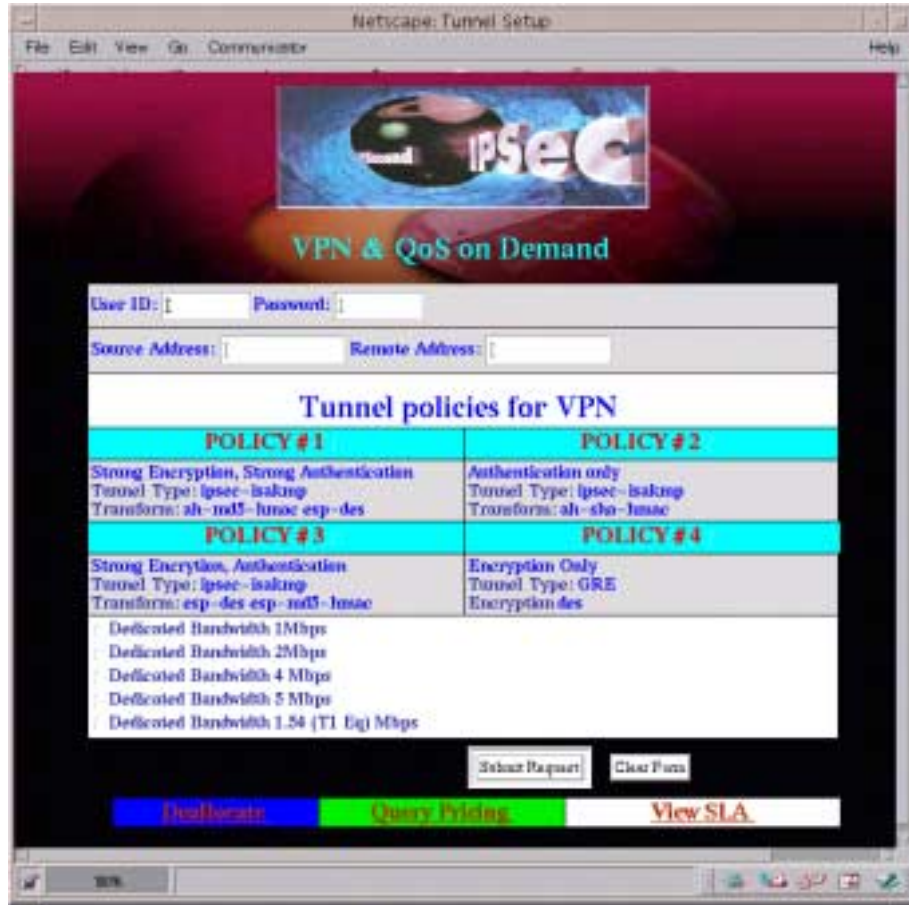 Netscape: Tunnel Setup
File Edit View Go Communicator Help
IPSec
VPN & QoS on Demand
User ID: Password:
Source Address: Remote Address:
Tunnel policies for VPN
POLICY # 1 POLICY # 2
Strong Encryption, Strong Authentication
Tunnel Type: ipsec-isakmp
Transform: ah-md5-hmac esp-des
Authentication only
Tunnel Type: ipsec-isakmp
Transform: ah-sha-hmac
POLICY # 3 POLICY # 4
Strong Encrytion, Authentication
Tunnel Type: ipsec-isakmp
Transform: esp-des esp-md5-hmac
Encryption Only
Tunnel Type: GRE
Encryption des
Dedicated Bandwidth 1Mbps
Dedicated Bandwidth 2Mbps
Dedicated Bandwidth 4 Mbps
Dedicated Bandwidth 5 Mbps
Dedicated Bandwidth 1.54 (T1 Eq) Mbps
Submit Request Clear Form
Deallocate Query Pricing View SLA